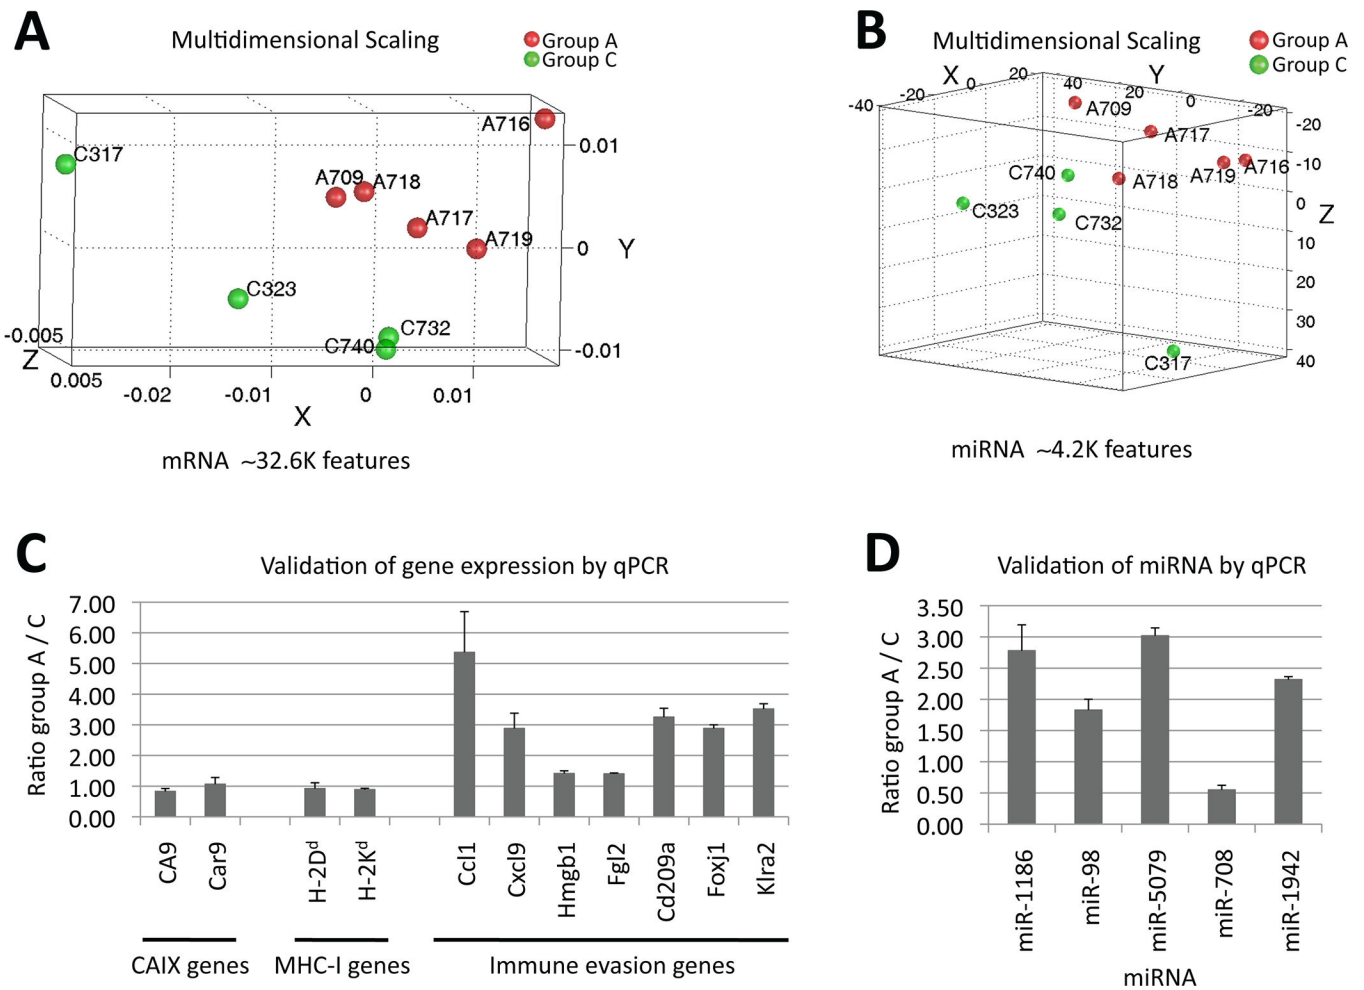 A
Multidimensional Scaling
Group A
Group C
A716
0.01
C317
A709
A718
A717
A719
0
Y
C323
C732
C740
-0.005
-0.01
Z
0.005
-0.02
-0.01
0
0.01
X
mRNA ~32.6K features
B
Multidimensional Scaling
Group A
Group C
X
Y
-40
-20
0
20
40
20
0
-20
-20
A709
A717
-10
C740
A718
A719
A716
0
Z
C323
C732
10
20
30
C317
40
miRNA ~4.2K features
C
Validation of gene expression by qPCR
Ratio group A / C
7.00
6.00
5.00
4.00
3.00
2.00
1.00
0.00
CA9
Car9
H-2Dᵈ
H-2Kᵈ
Ccl1
Cxcl9
Hmgb1
Fgl2
Cd209a
Foxj1
Klra2
CAIX genes
MHC-I genes
Immune evasion genes
D
Validation of miRNA by qPCR
Ratio group A / C
3.50
3.00
2.50
2.00
1.50
1.00
0.50
0.00
miR-1186
miR-98
miR-5079
miR-708
miR-1942
miRNA